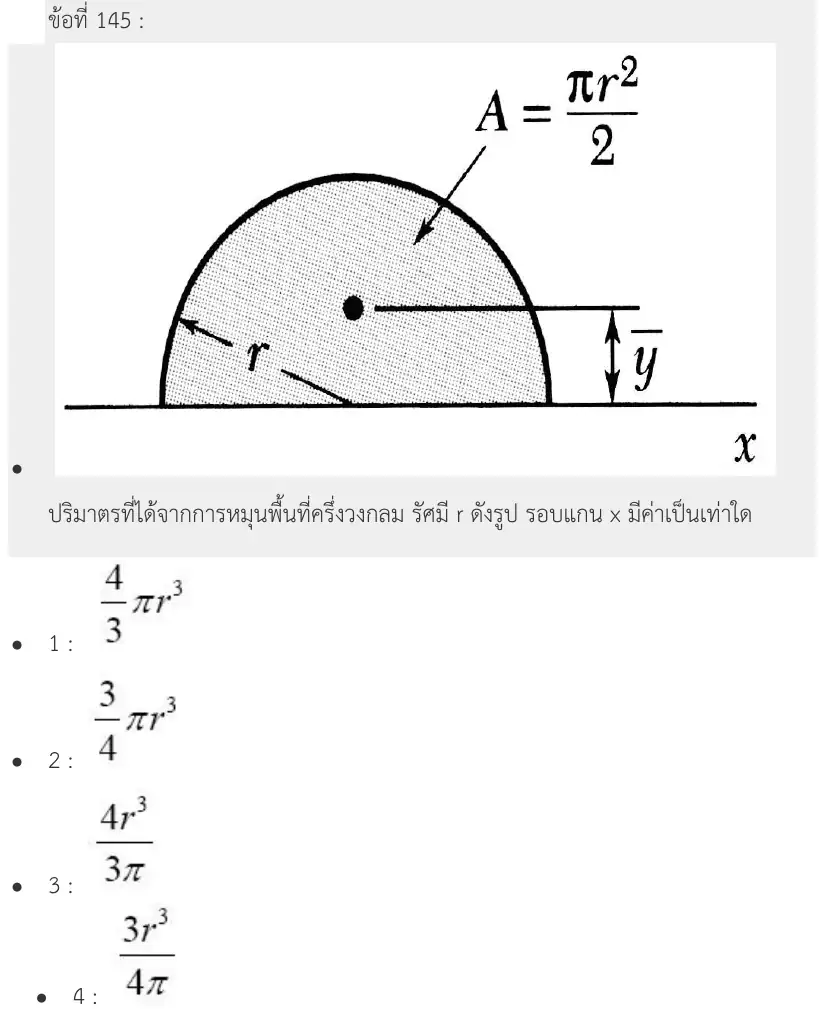 ข้อที่ 145 :
A = πr²/2
r
y̅
x
ปริมาตรที่ได้จากการหมุนพื้นที่ครึ่งวงกลม รัศมี r ดังรูป รอบแกน x มีค่าเป็นเท่าใด
1 : 4/3 πr³
2 : 3/4 πr³
3 : 4r³/3π
4 : 3r³/4π